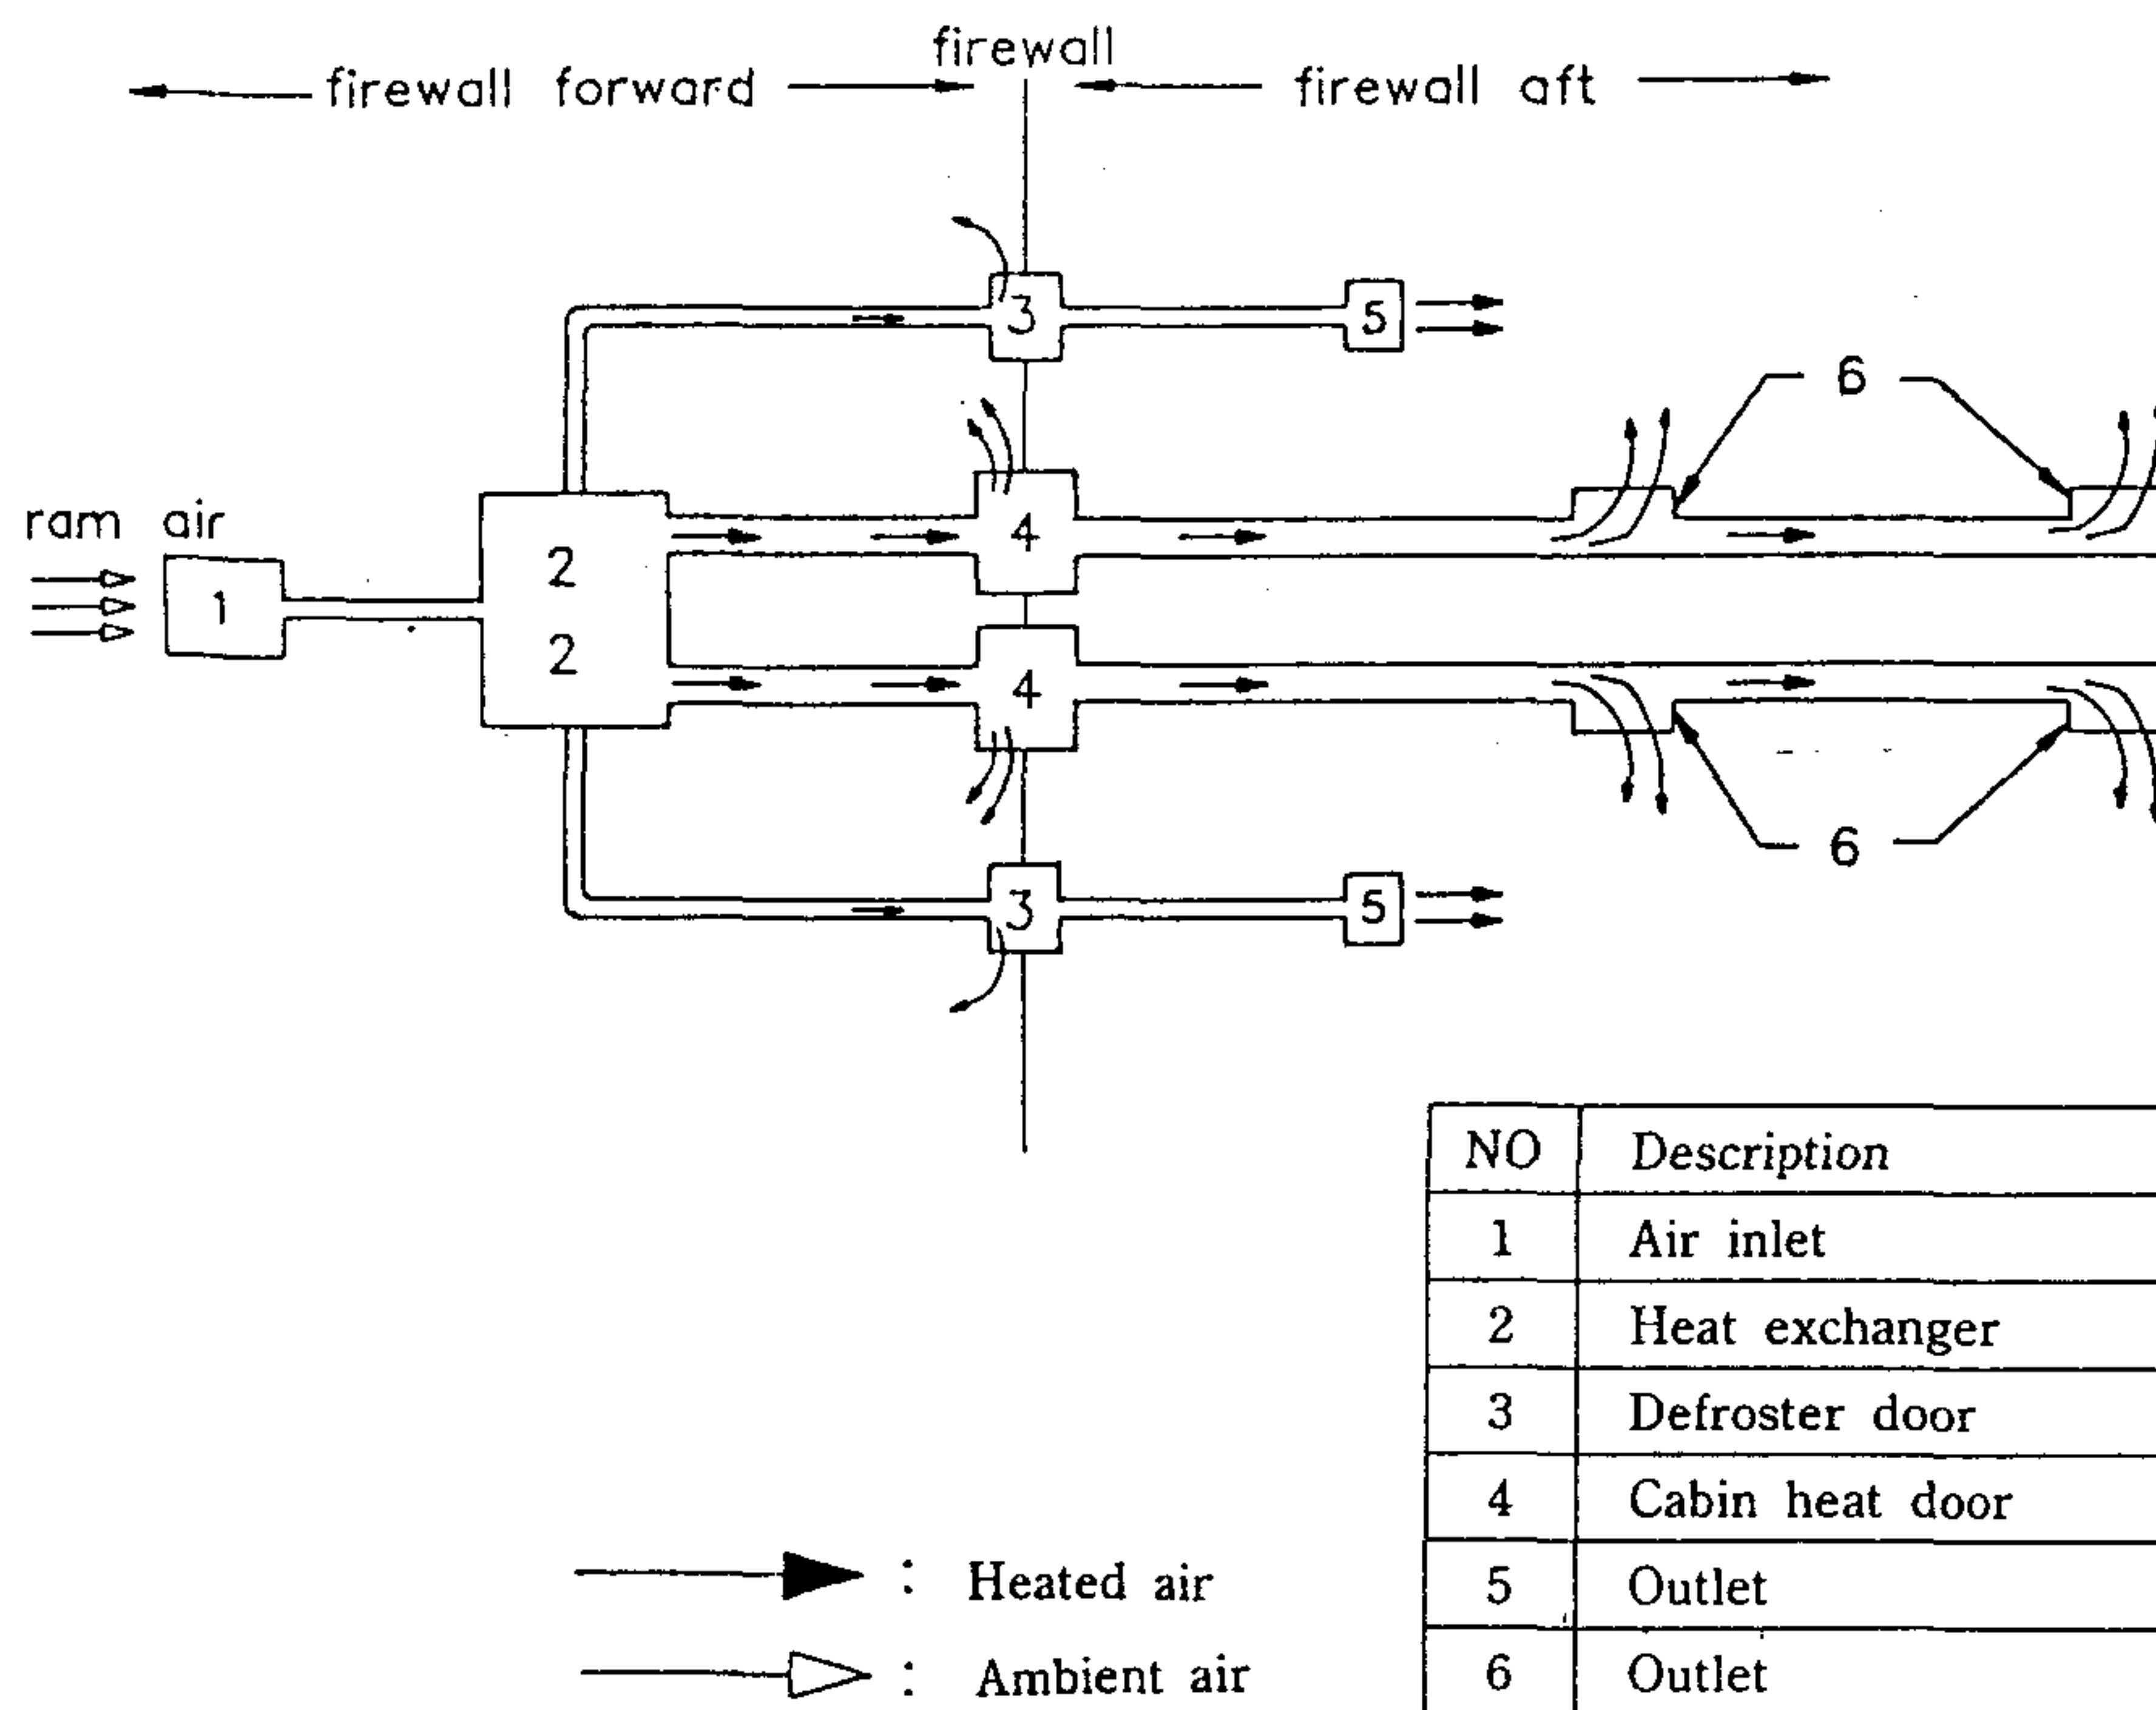 firewall
firewall forward
firewall aft
3
5
6
ram air
1
2
4
2
4
6
3
5
NO Description
1 Air inlet
2 Heat exchanger
3 Defroster door
4 Cabin heat door
5 Outlet
6 Outlet
: Heated air
: Ambient air